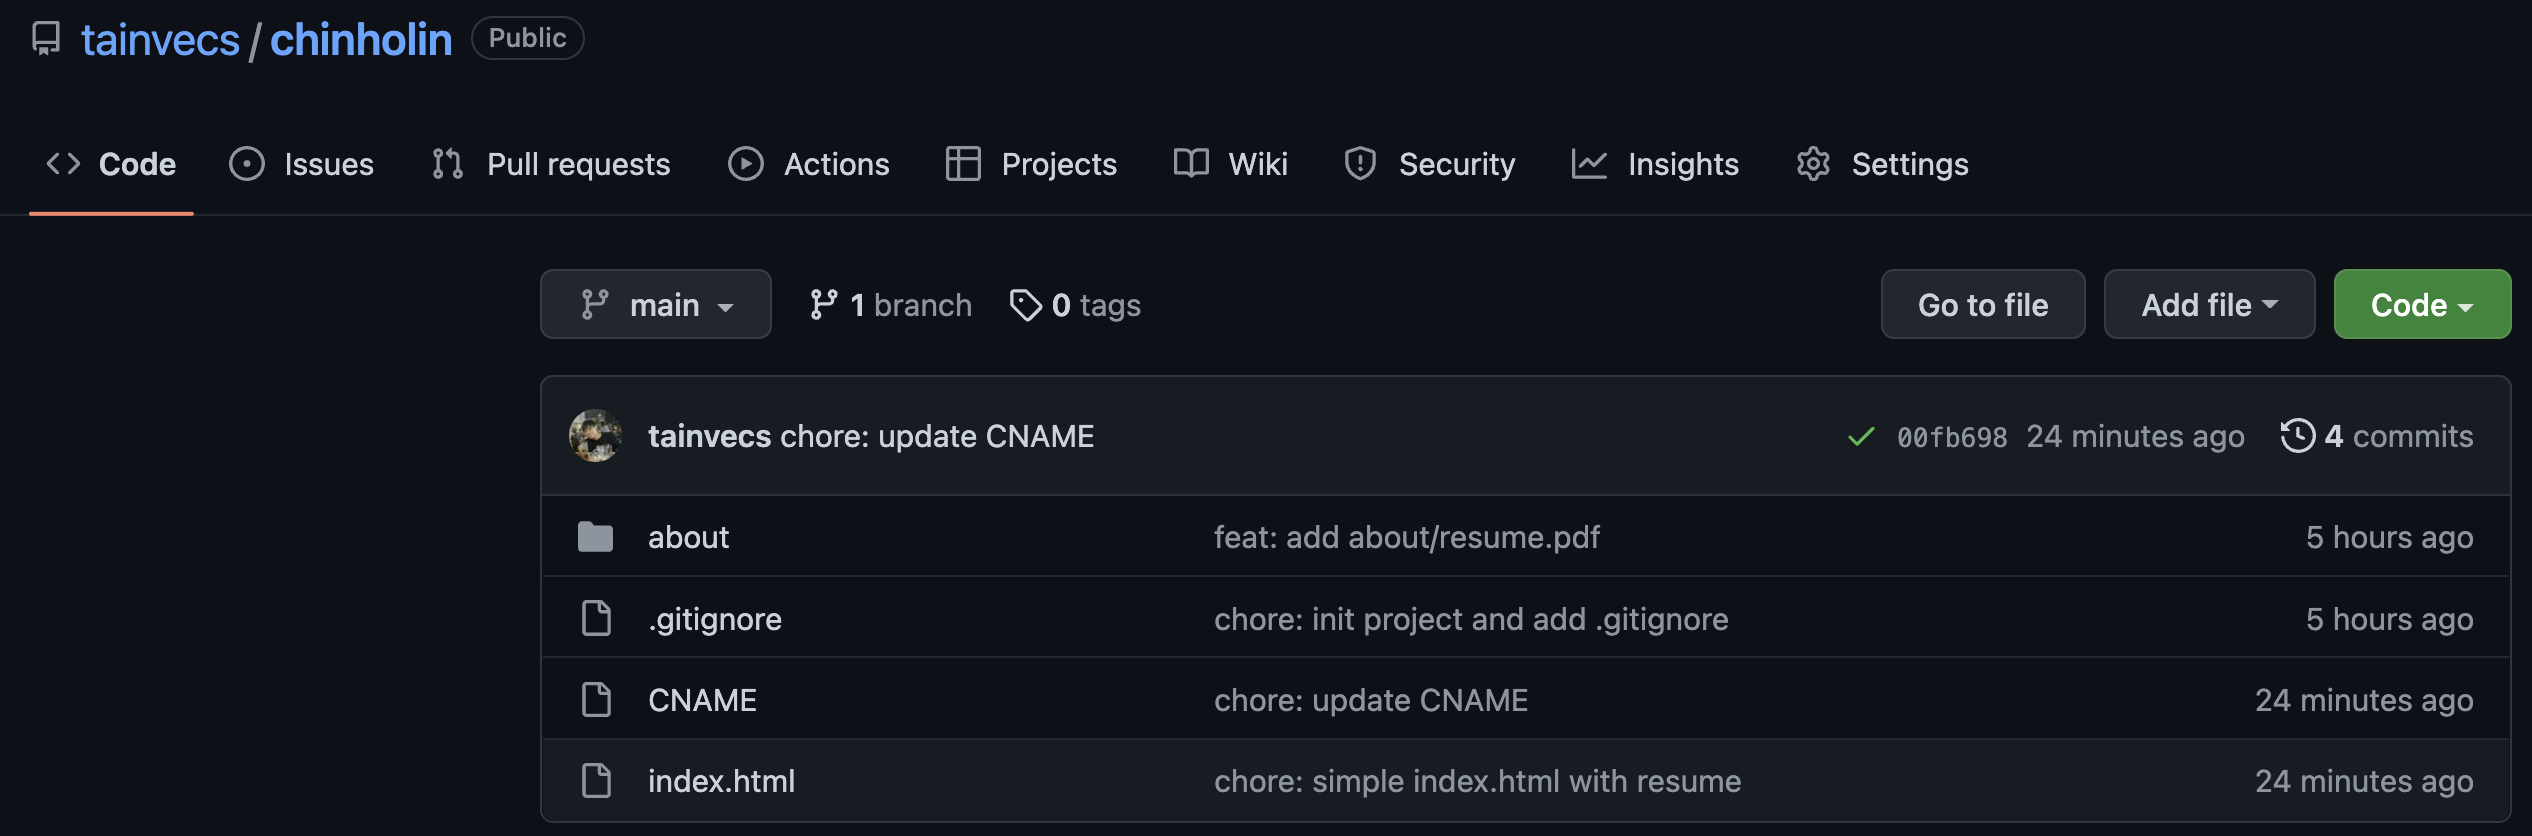 tainvecs / chinholin Public
Code Issues Pull requests Actions Projects Wiki Security Insights Settings
main 1 branch 0 tags Go to file Add file Code
tainvecs chore: update CNAME 00fb698 24 minutes ago 4 commits
about feat: add about/resume.pdf 5 hours ago
.gitignore chore: init project and add .gitignore 5 hours ago
CNAME chore: update CNAME 24 minutes ago
index.html chore: simple index.html with resume 24 minutes ago